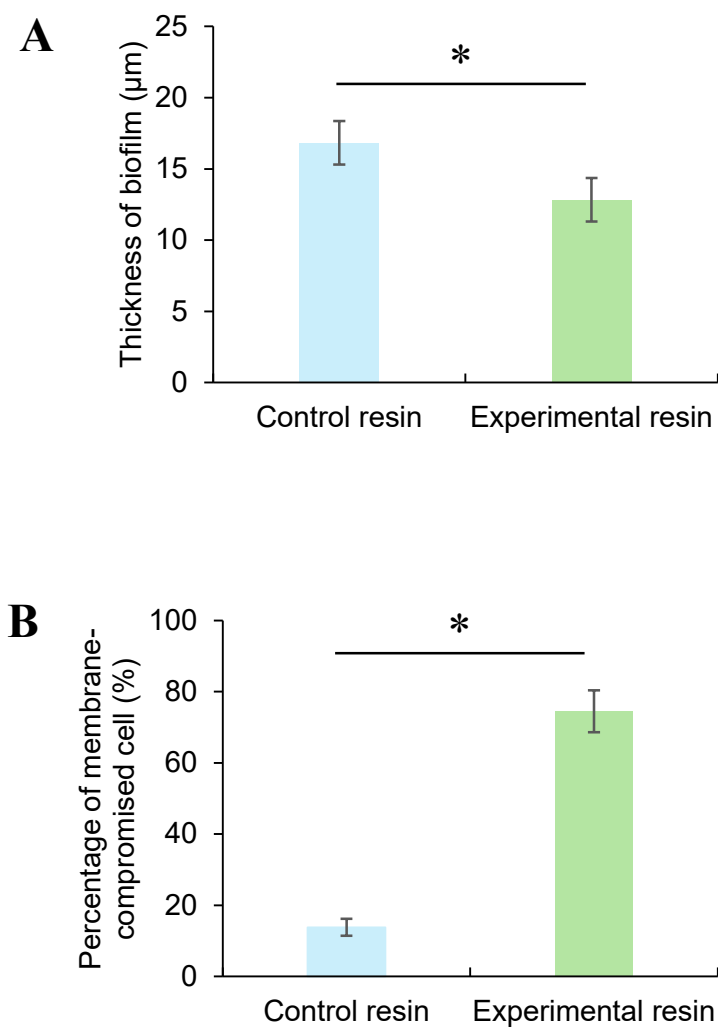 A
Thickness of biofilm (µm)
25
20
15
10
5
0
*
Control resin
Experimental resin
B
Percentage of membrane-
compromised cell (%)
100
80
60
40
20
0
*
Control resin
Experimental resin